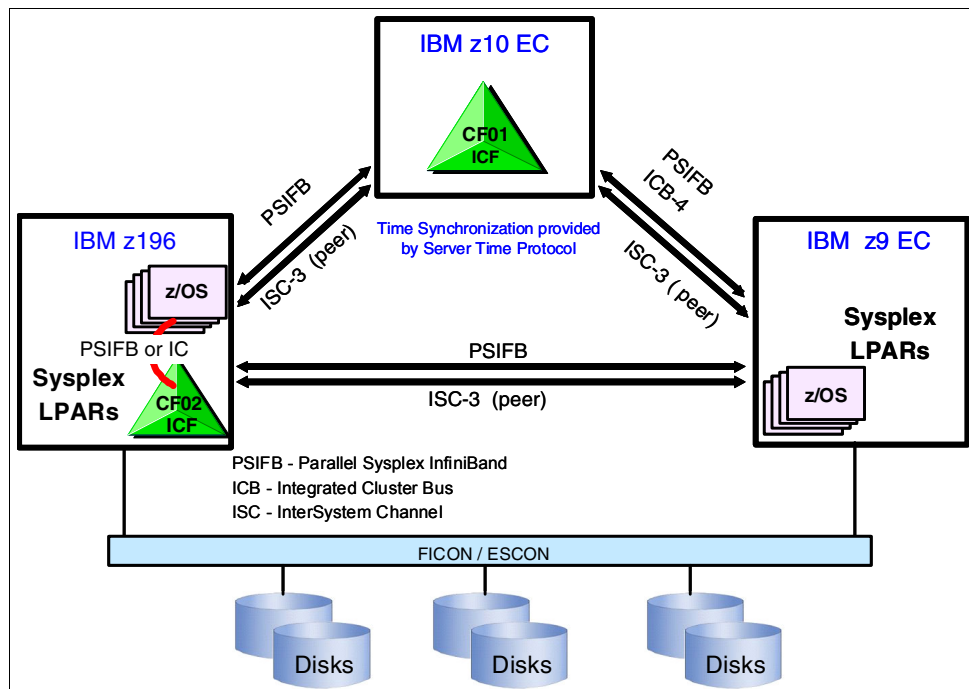 IBM z10 EC
CF01
ICF
PSIFB
ISC-3 (peer)
PSIFB
ICB-4
ISC-3 ( peer)
Time Synchronization provided
by Server Time Protocol
IBM z196
z/OS
PSIFB or IC
Sysplex
LPARs
CF02
ICF
PSIFB
ISC-3 (peer)
IBM z9 EC
Sysplex
LPARs
z/OS
PSIFB - Parallel Sysplex InfiniBand
ICB - Integrated Cluster Bus
ISC - InterSystem Channel
FICON / ESCON
Disks
Disks
Disks